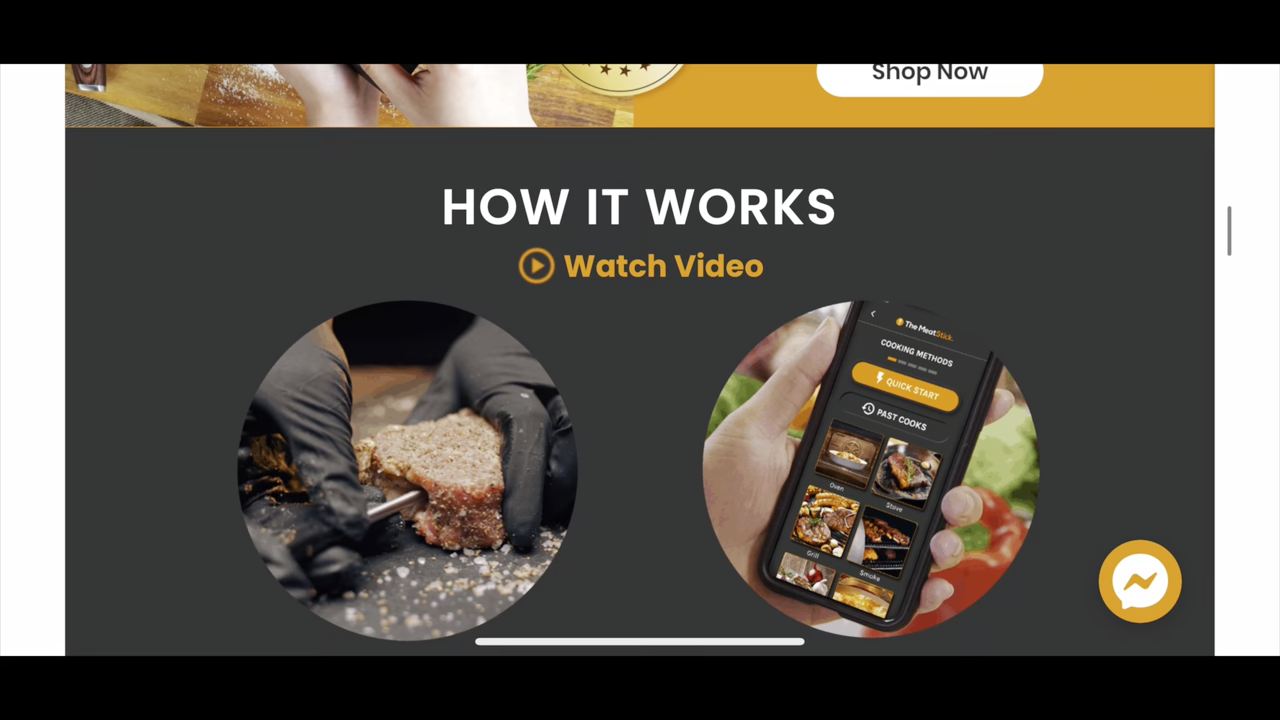 Shop Now
HOW IT WORKS
Watch Video
The MeatStick.
COOKING METHODS
QUICK START
PAST COOKS
Oven
Stove
Grill
Smoke